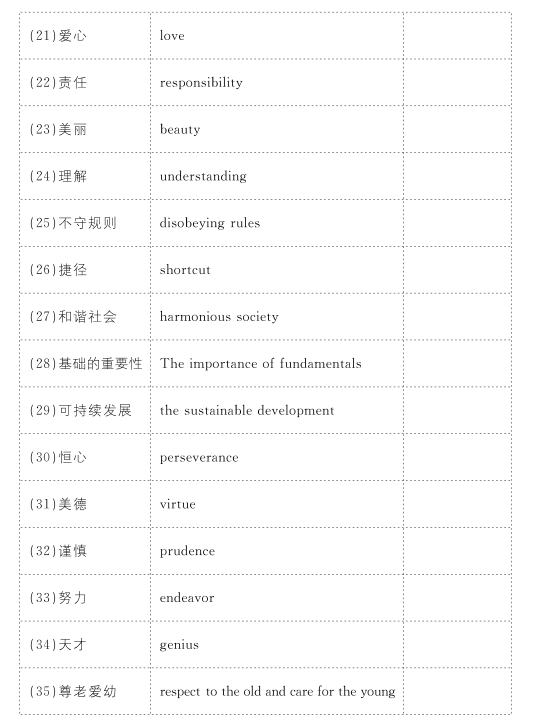 (21)爱心 love
(22)责任 responsibility
(23)美丽 beauty
(24)理解 understanding
(25)不守规则 disobeying rules
(26)捷径 shortcut
(27)和谐社会 harmonious society
(28)基础的重要性 The importance of fundamentals
(29)可持续发展 the sustainable development
(30)恒心 perseverance
(31)美德 virtue
(32)谨慎 prudence
(33)努力 endeavor
(34)天才 genius
(35)尊老爱幼 respect to the old and care for the young